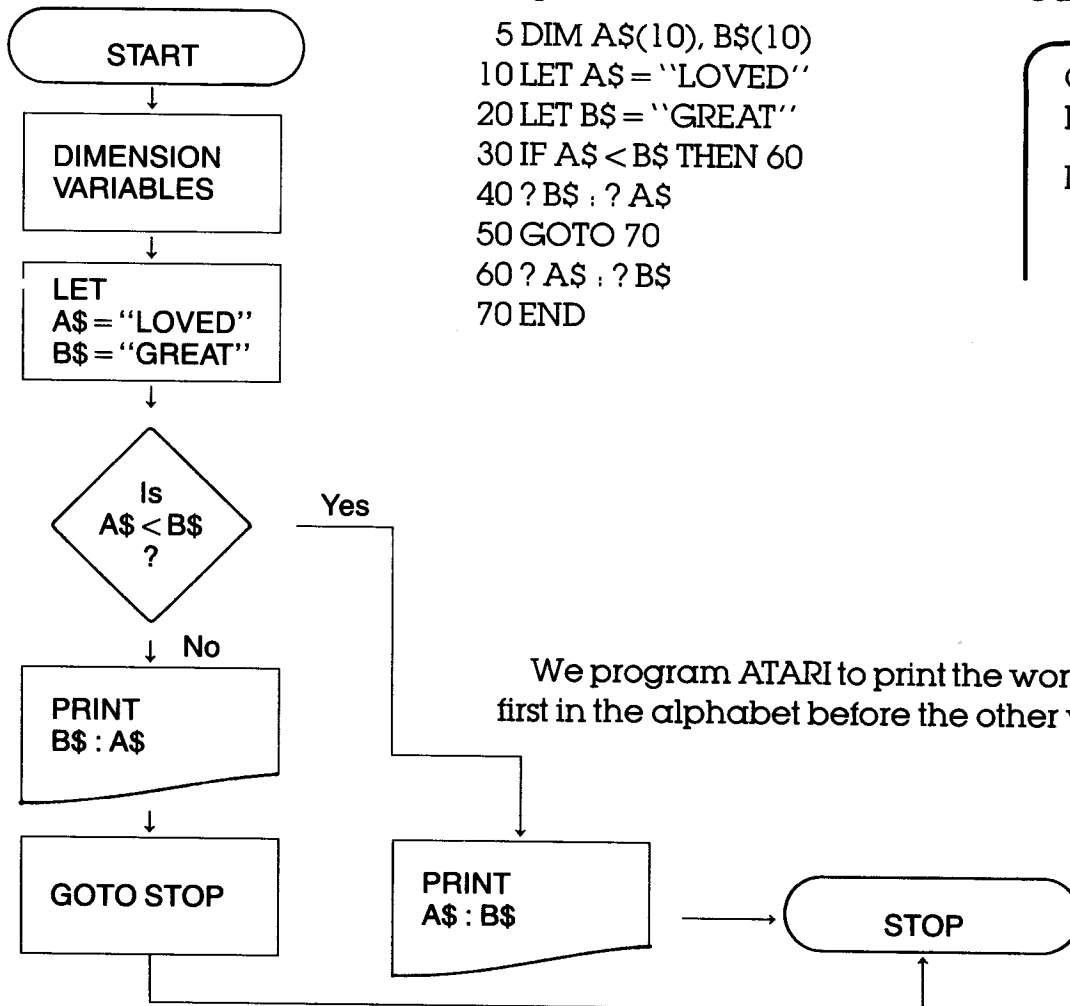 START
DIMENSION
VARIABLES
LET
A$ = “LOVED”
B$ = “GREAT”
Is
A$ < B$
?
Yes
No
PRINT
B$ : A$
GOTO STOP
PRINT
A$ : B$
STOP
5 DIM A$(10), B$(10)
10 LET A$ = ‘‘LOVED’’
20 LET B$ = ‘‘GREAT’’
30 IF A$ < B$ THEN 60
40 ? B$ : ? A$
50 GOTO 70
60 ? A$ : ? B$
70 END
We program ATARI to print the
first in the alphabet before the other